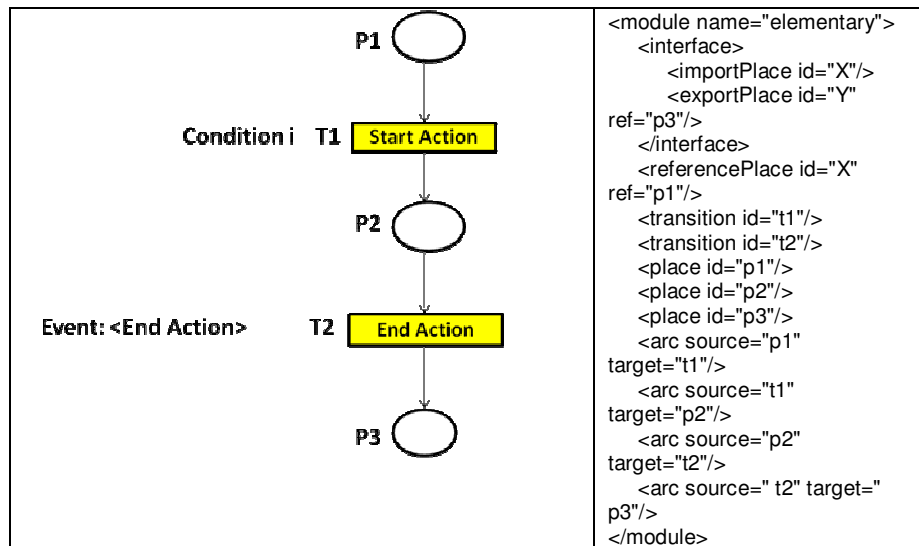 P1
Condition i T1 Start Action
P2
Event: <End Action> T2 End Action
P3
<module name="elementary">
<interface>
<importPlace id="X"/>
<exportPlace id="Y"
ref="p3"/>
</interface>
<referencePlace id="X"
ref="p1"/>
<transition id="t1"/>
<transition id="t2"/>
<place id="p1"/>
<place id="p2"/>
<place id="p3"/>
<arc source="p1"
target="t1"/>
<arc source="t1"
target="p2"/>
<arc source="p2"
target="t2"/>
<arc source=" t2" target="
p3"/>
</module>